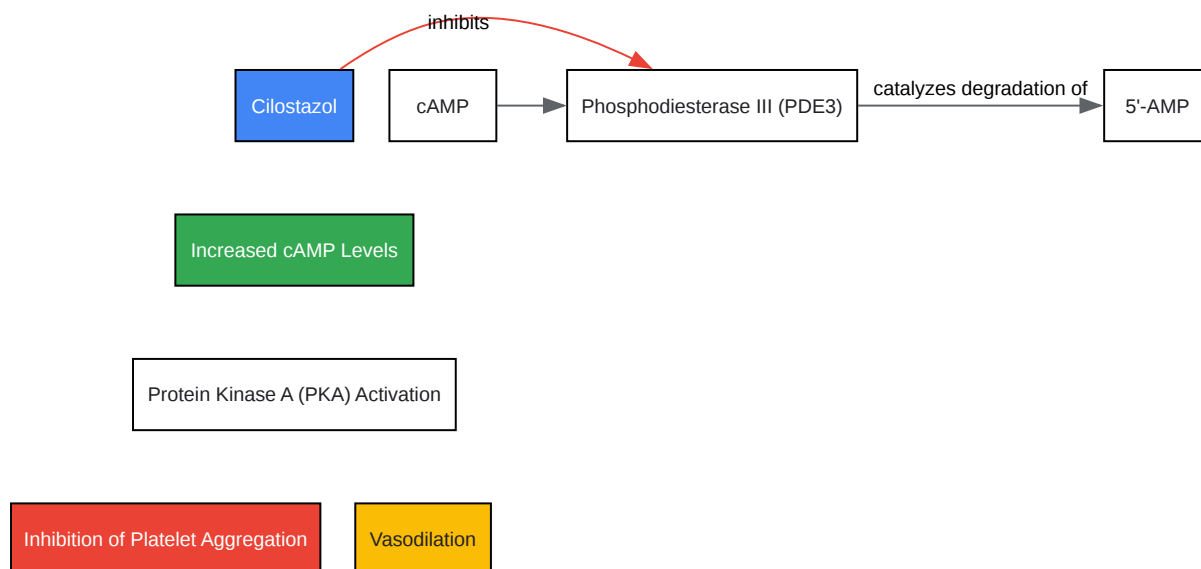 inhibits
Cilostazol
cAMP
Phosphodiesterase III (PDE3)
catalyzes degradation of
5'-AMP
Increased cAMP Levels
Protein Kinase A (PKA) Activation
Inhibition of Platelet Aggregation
Vasodilation